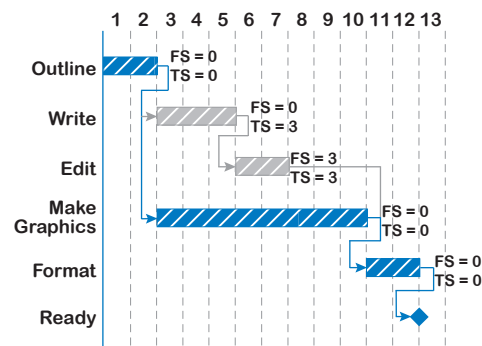 1 2 3 4 5 6 7 8 9 10 11 12 13
Outline
FS = 0
TS = 0
Write
FS = 0
TS = 3
Edit
FS = 3
TS = 3
Make
Graphics
FS = 0
TS = 0
Format
FS = 0
TS = 0
Ready